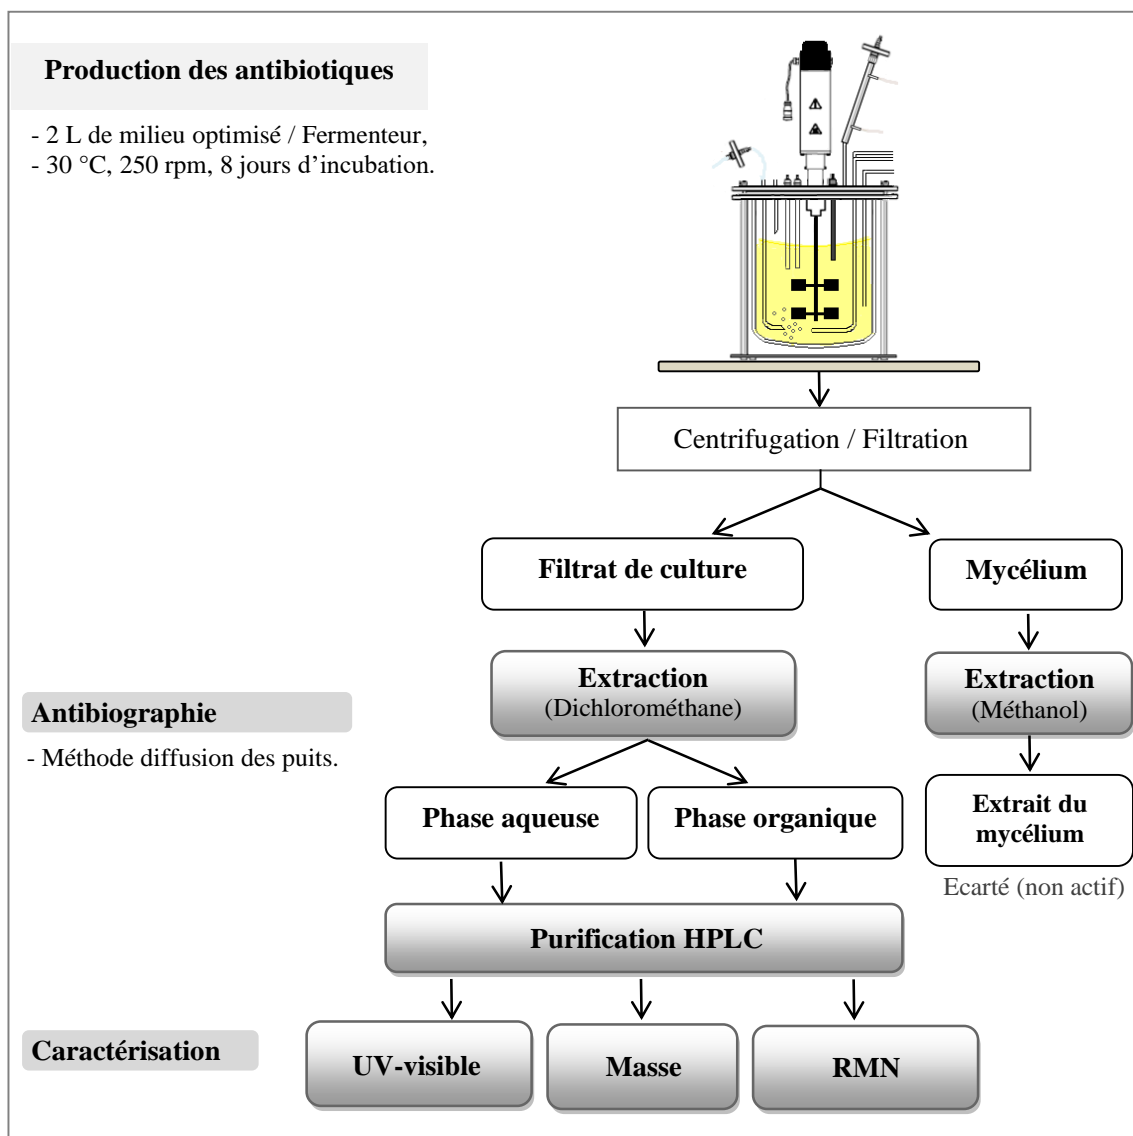 Production des antibiotiques
- 2 L de milieu optimisé / Fermenteur,
- 30 °C, 250 rpm, 8 jours d’incubation.
Centrifugation / Filtration
Filtrat de culture
Mycélium
Extraction
(Dichlorométhane)
Extraction
(Méthanol)
Antibiographie
- Méthode diffusion des puits.
Phase aqueuse
Phase organique
Extrait du
mycélium
Ecarté (non actif)
Purification HPLC
Caractérisation
UV-visible
Masse
RMN